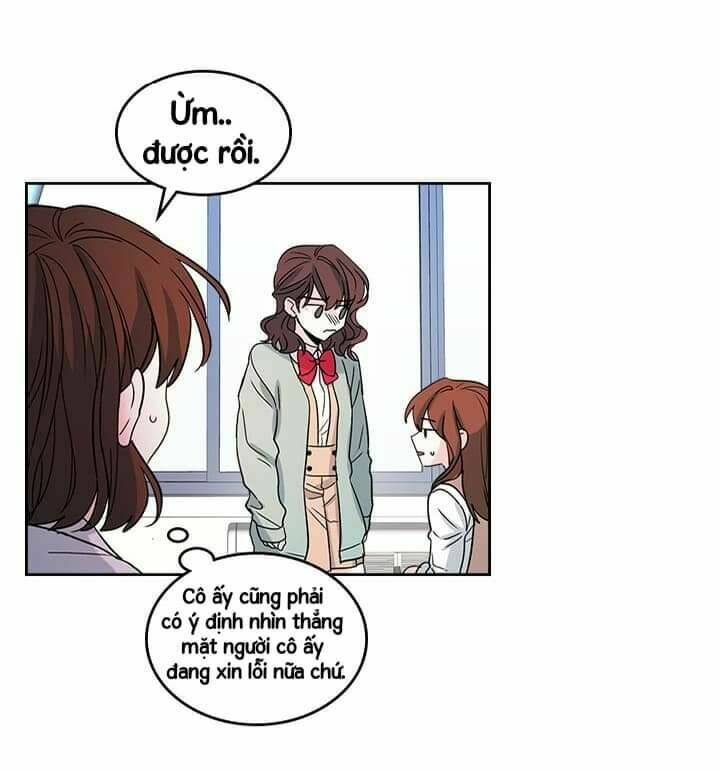 Ừm..
được rồi.
Cô ấy cũng phải
có ý định nhìn thẳng
mặt người cô ấy
đang xin lỗi nữa chứ.